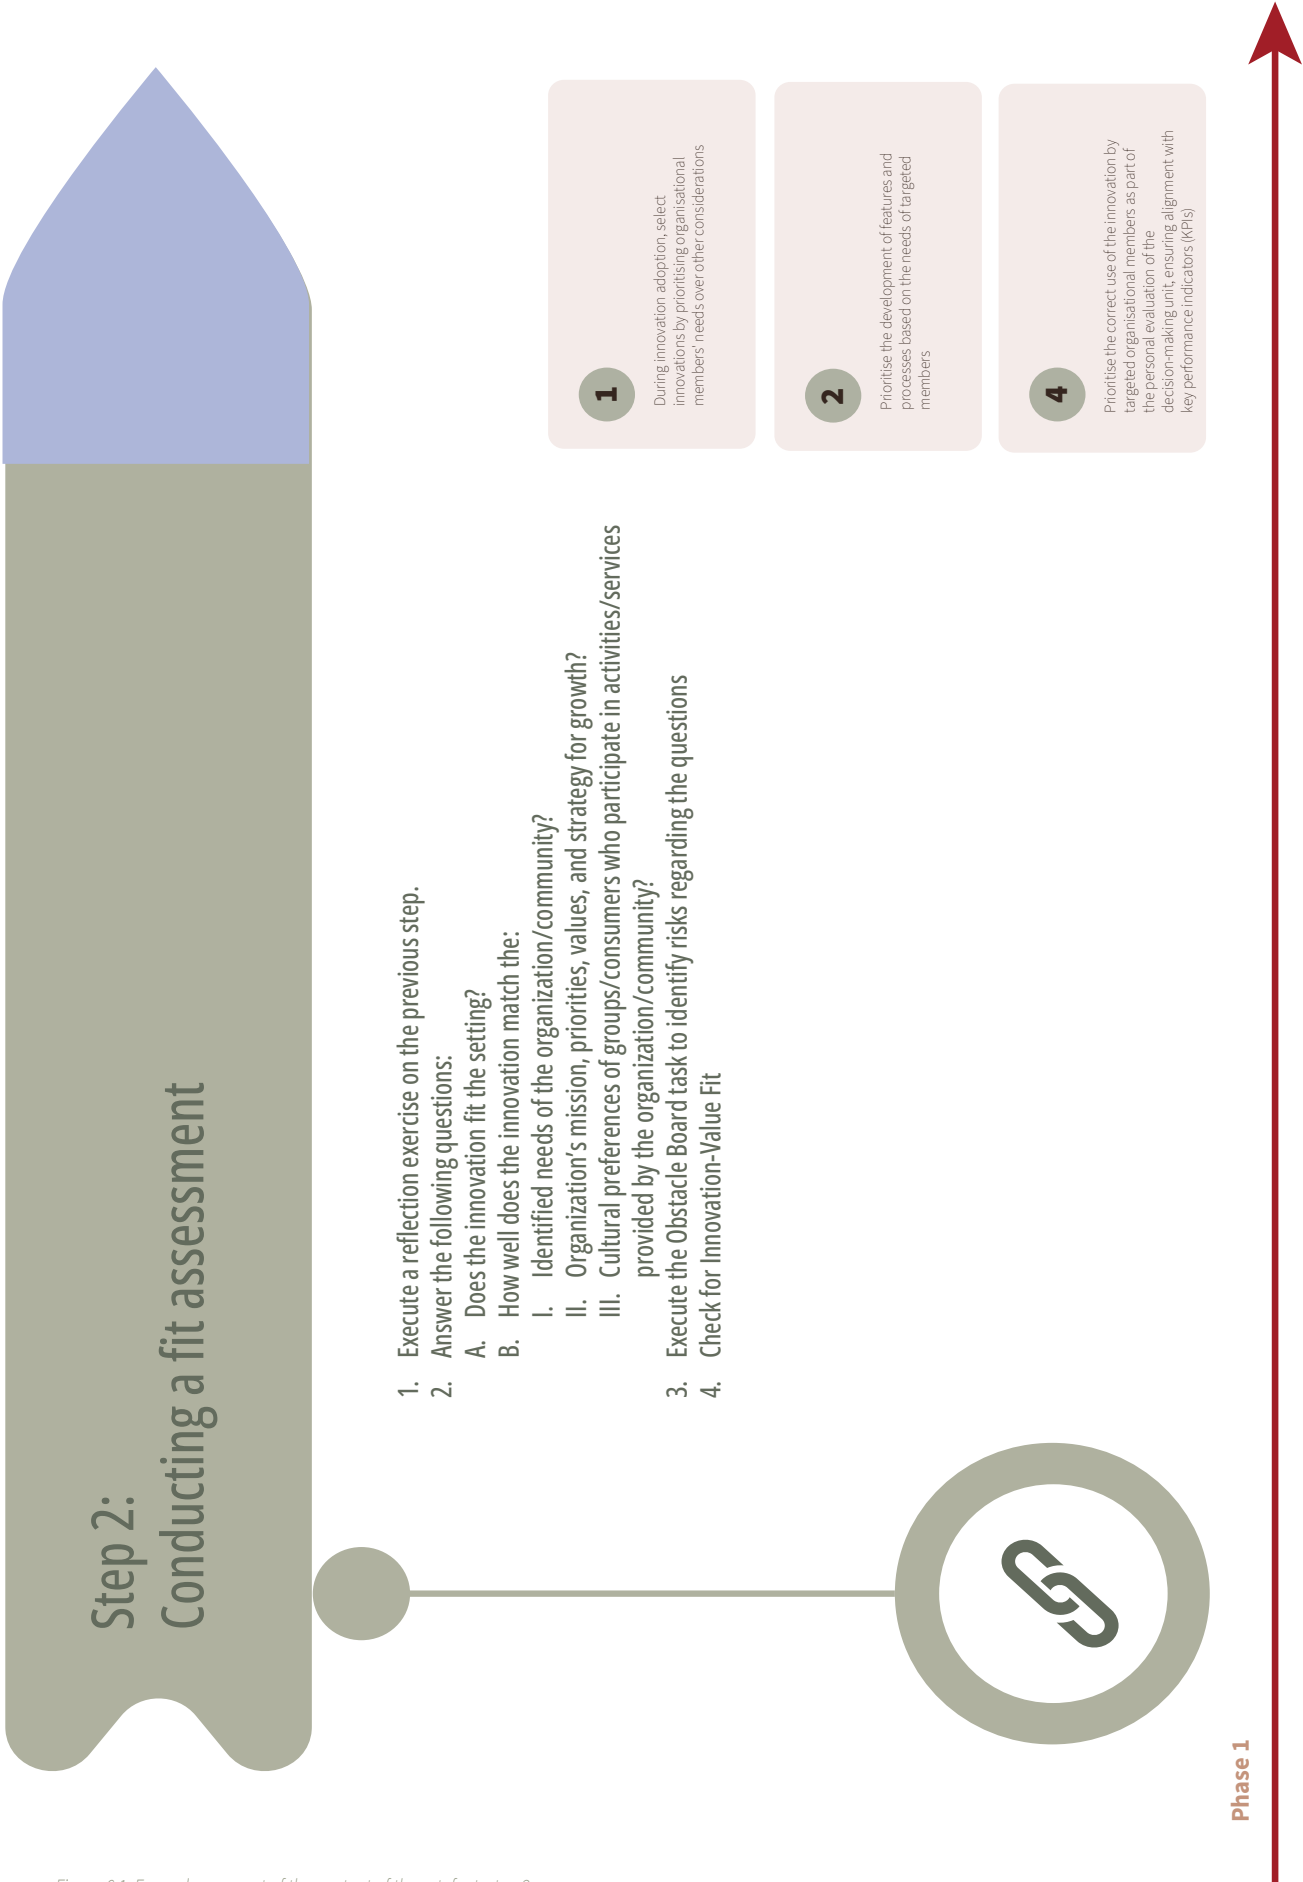 Step 2:
Conducting a fit assessment
1. Execute a reflection exercise on the previous step.
2. Answer the following questions:
A. Does the innovation fit the setting?
B. How well does the innovation match the:
I. Identified needs of the organization/community?
II. Organization's mission, priorities, values, and strategy for growth?
III. Cultural preferences of groups/consumers who participate in activities/services
provided by the organization/community?
3. Execute the Obstacle Board task to identify risks regarding the questions
4. Check for Innovation-Value Fit
1
During innovation adoption, select
innovations by prioritising organisational
members' needs over other considerations
2
Prioritise the development of features and
processes based on the needs of targeted
members
4
Prioritise the correct use of the innovation by
targeted organisational members as part of
the personal evaluation of the
decision-making unit, ensuring alignment with
key performance indicators (KPIs)
Phase 1